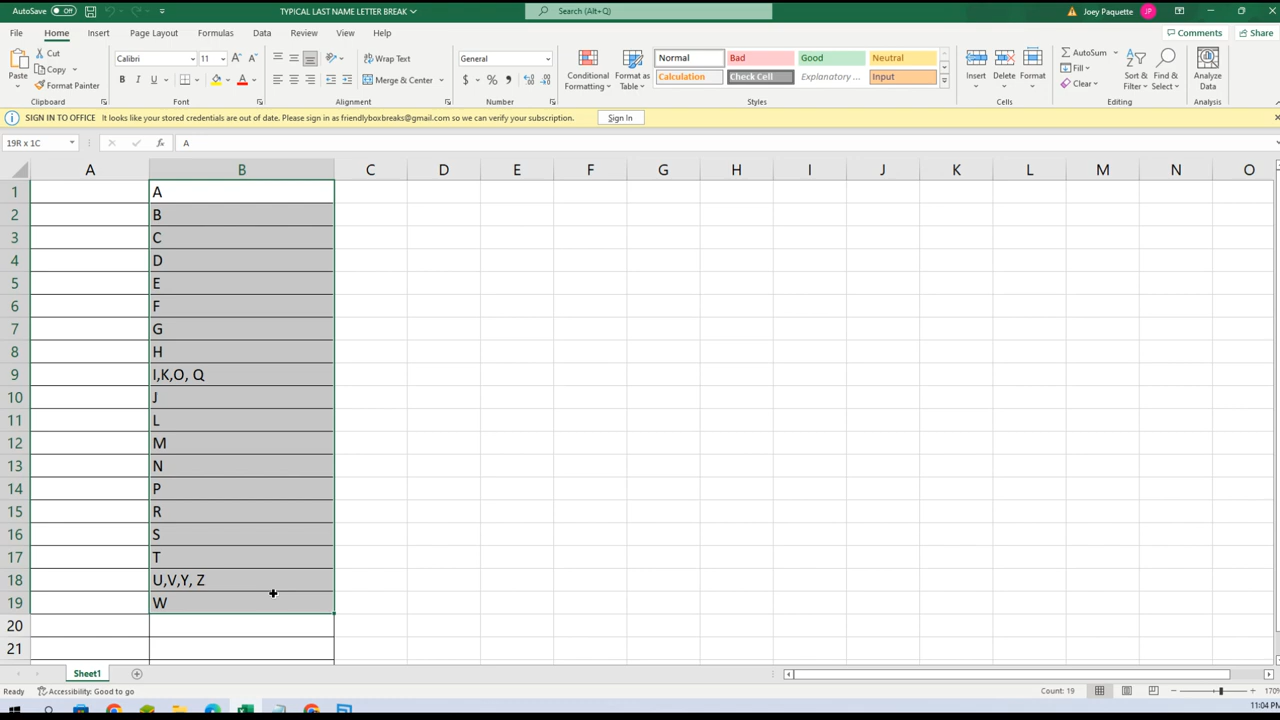 AutoSave Off
TYPICAL LAST NAME LETTER BREAK
Search (Alt+Q)
Joey Paquette JP
File Home Insert Page Layout Formulas Data Review View Help
Comments Share
Paste
Cut
Copy
Format Painter
Clipboard
Calibri 11
B I U
Font
Wrap Text
Merge & Center
Alignment
General
$ %
Number
Conditional Formatting
Format as Table
Normal Bad Good Neutral
Calculation Check Cell Explanatory ... Input
Styles
Insert Delete Format
Cells
AutoSum
Fill
Clear
Sort & Filter
Find & Select
Editing
Analyze Data
Analysis
SIGN IN TO OFFICE It looks like your stored credentials are out of date. Please sign in as friendlyboxbreaks@gmail.com so we can verify your subscription. Sign In
19R x 1C fx A
A B C D E F G H I J K L M N O
1 A
2 B
3 C
4 D
5 E
6 F
7 G
8 H
9 I,K,O, Q
10 J
11 L
12 M
13 N
14 P
15 R
16 S
17 T
18 U,V,Y, Z
19 W
20
21
Sheet1
Ready Accessibility: Good to go Count: 19 170%
11:04 PM